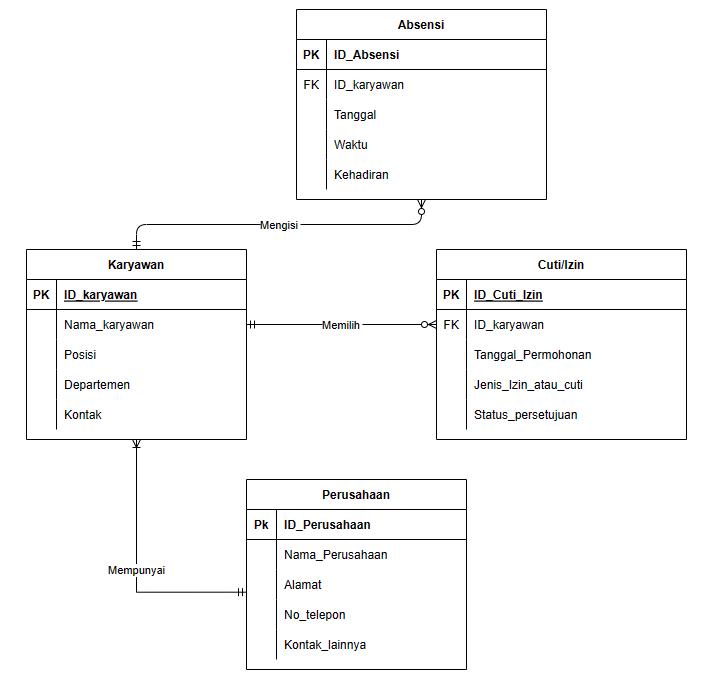 Absensi
PK ID_Absensi
FK ID_karyawan
Tanggal
Waktu
Kehadiran
Mengisi
Karyawan
PK ID_karyawan
Nama_karyawan
Posisi
Departemen
Kontak
Memilih
Cuti/Izin
PK ID_Cuti_Izin
FK ID_karyawan
Tanggal_Permohonan
Jenis_Izin_atau_cuti
Status_persetujuan
Mempunyai
Perusahaan
Pk ID_Perusahaan
Nama_Perusahaan
Alamat
No_telepon
Kontak_lainnya